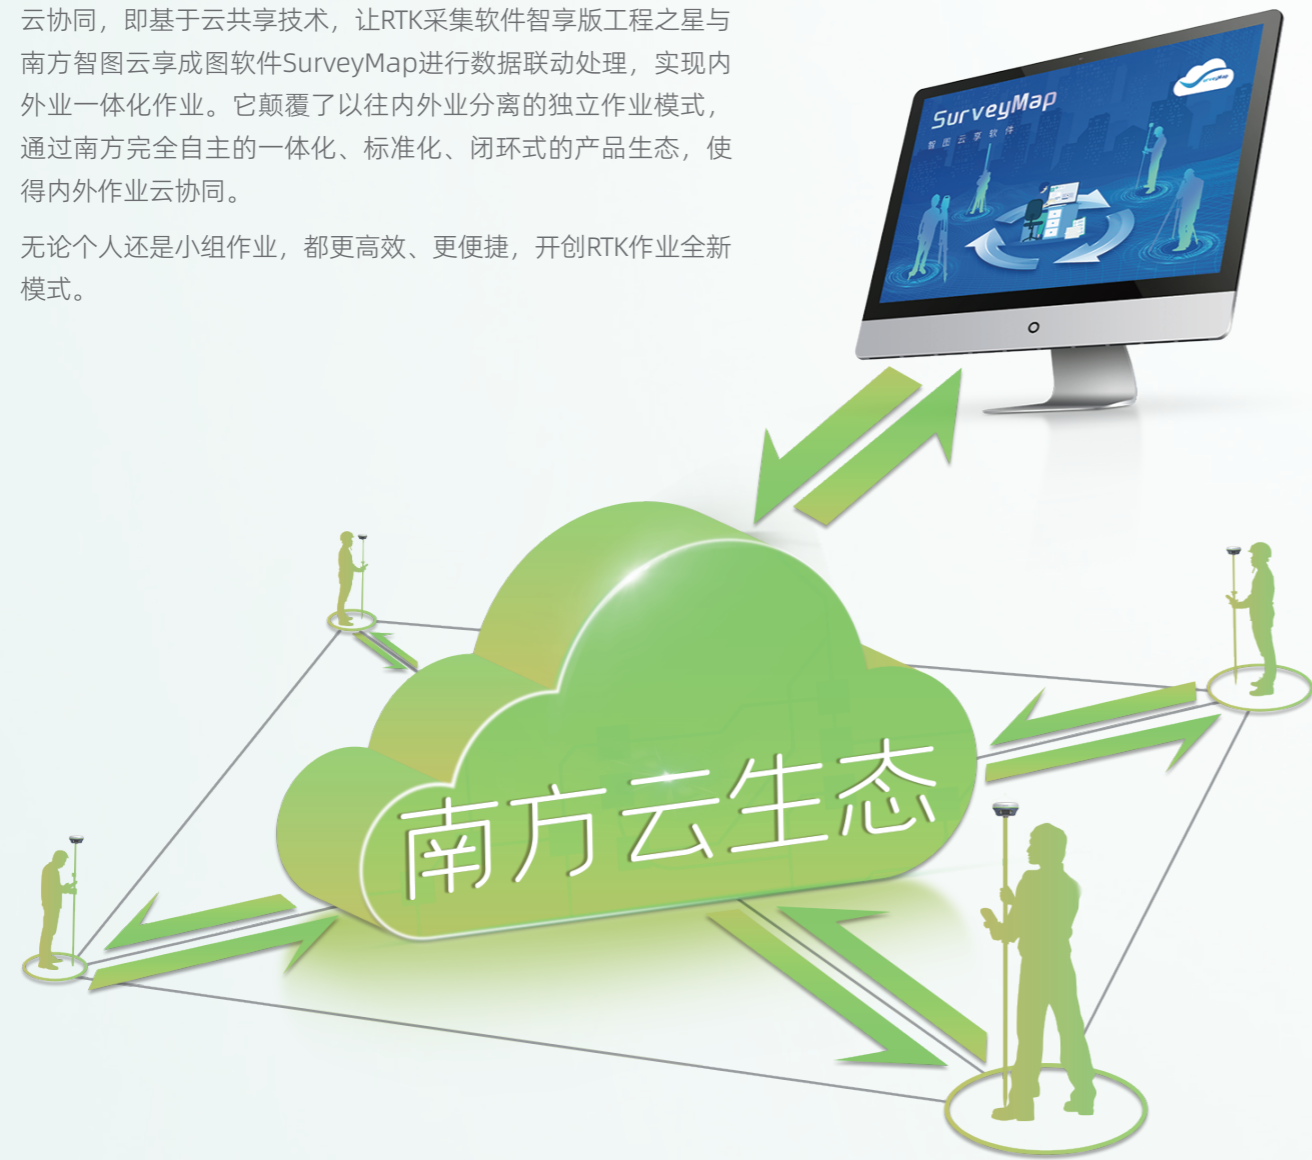 云协同，即基于云共享技术，让RTK采集软件智享版工程之星与
南方智图云享成图软件SurveyMap进行数据联动处理，实现内
外业一体化作业。它颠覆了以往内外业分离的独立作业模式，
通过南方完全自主的一体化、标准化、闭环式的产品生态，使
得内外作业云协同。
无论个人还是小组作业，都更高效、更便捷，开创RTK作业全新
模式。
SurveyMap
智图云享软件
SurveyMap
南方云生态